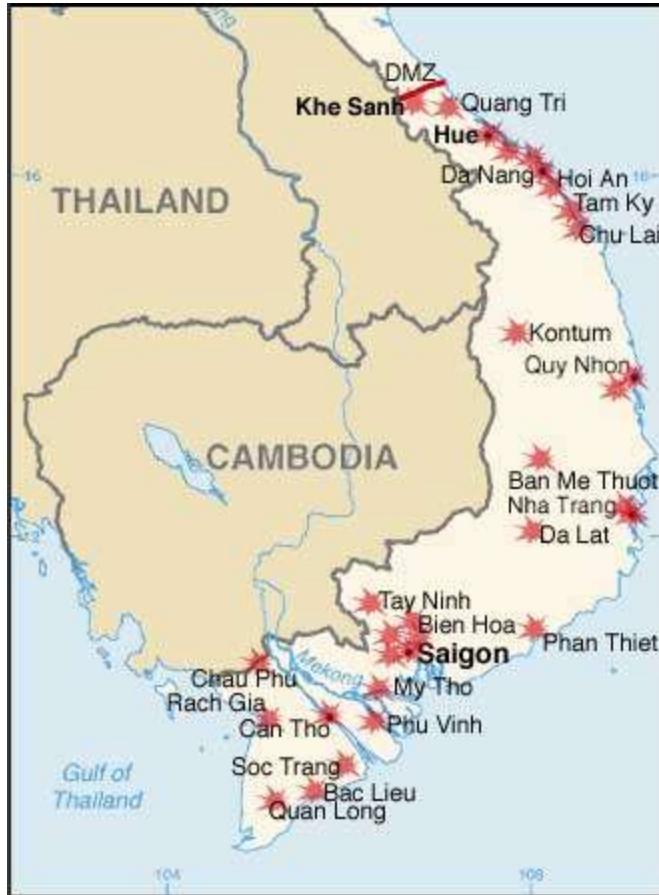 DMZ
Khe Sanh
Quang Tri
Hue
16
16
Da Nang
Hoi An
THAILAND
Tam Ky
Chu Lai
Kontum
Quy Nhon
CAMBODIA
Ban Me Thuot
Nha Trang
12
Da Lat
Tay Ninh
Bien Hoa
Phan Thiet
Saigon
Mekong
Chau Phu
My Tho
Rach Gia
Can Tho
Phu Vinh
Soc Trang
Gulf of
Thailand
Bac Lieu
Quan Long
104
108